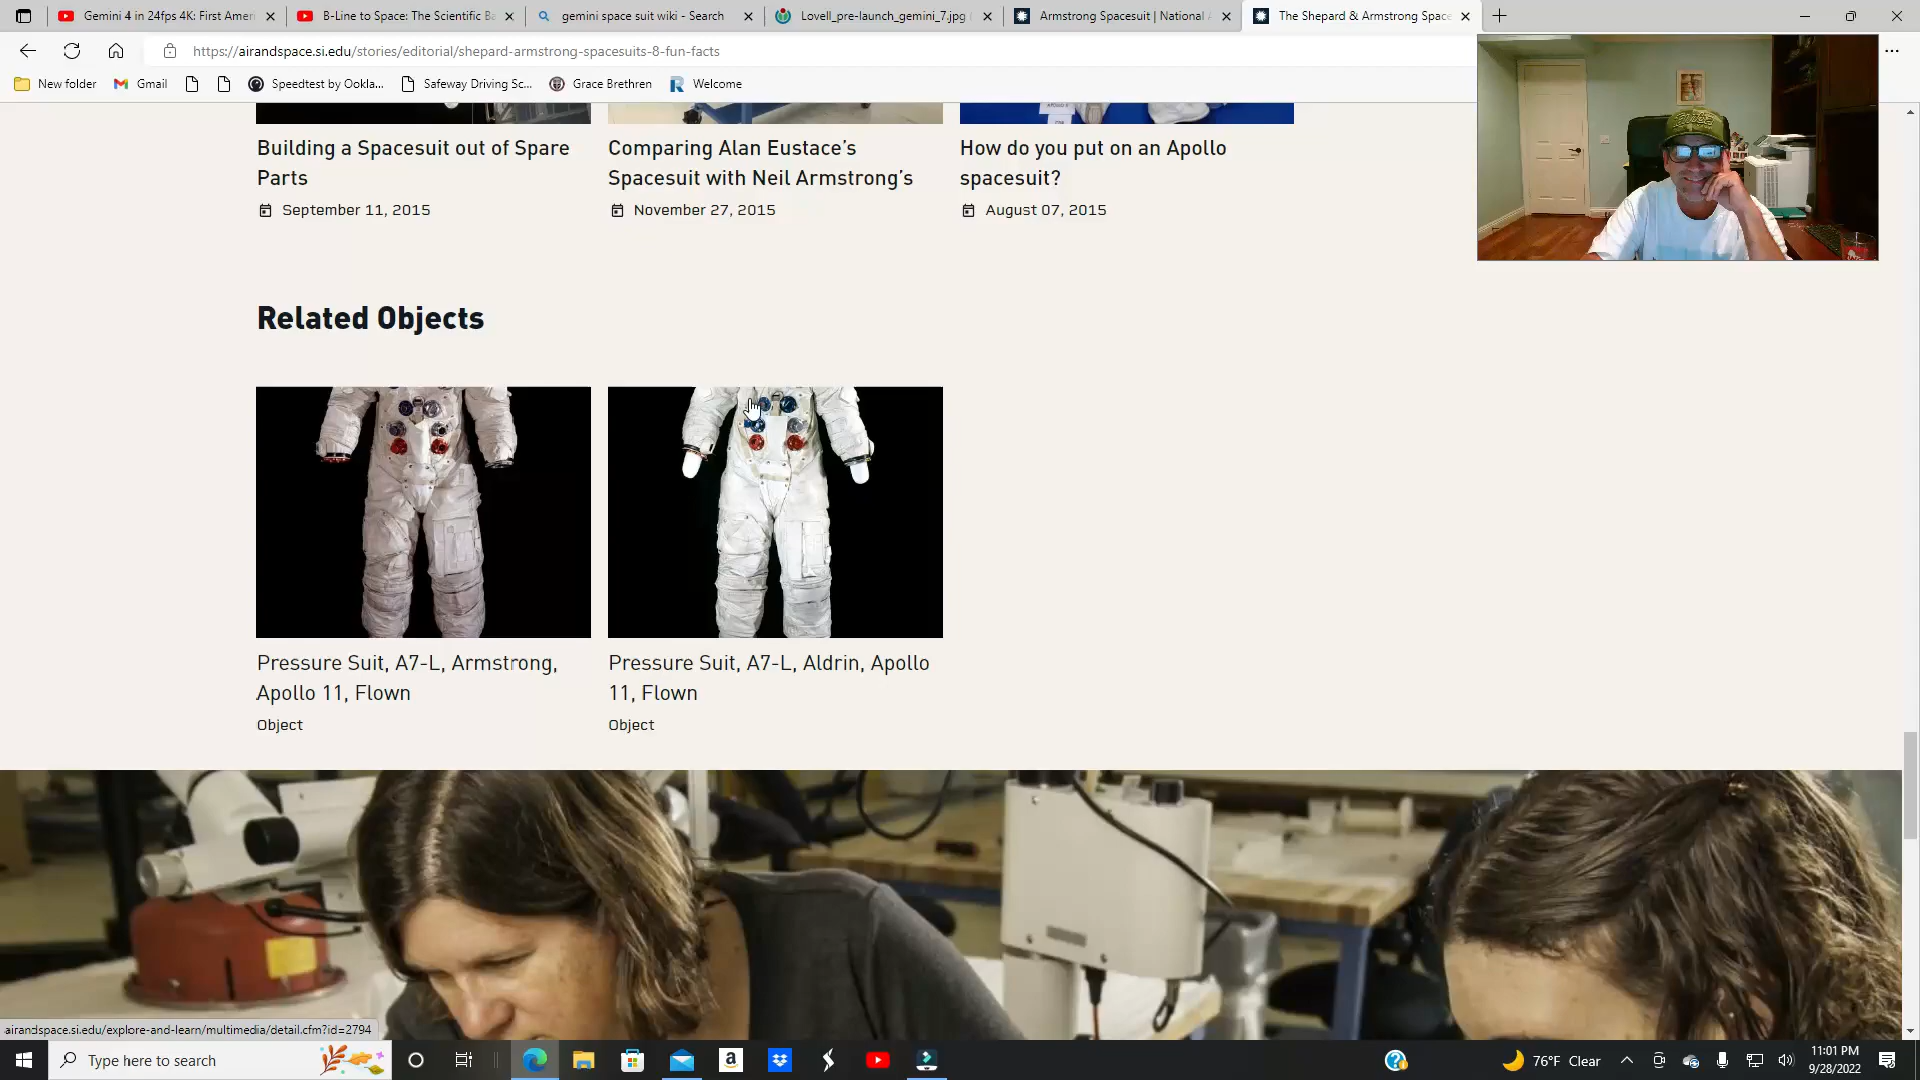 Gemini 4 in 24fps 4K: First Ameri
B-Line to Space: The Scientific Ba
gemini space suit wiki - Search
Lovell_pre-launch_gemini_7.jpg
Armstrong Spacesuit | National A
The Shepard & Armstrong Space
https://airandspace.si.edu/stories/editorial/shepard-armstrong-spacesuits-8-fun-facts
New folder
Gmail
Speedtest by Ookla...
Safeway Driving Sc...
Grace Brethren
Welcome
Building a Spacesuit out of Spare
Parts
September 11, 2015
Comparing Alan Eustace's
Spacesuit with Neil Armstrong's
November 27, 2015
How do you put on an Apollo
spacesuit?
August 07, 2015
Related Objects
Pressure Suit, A7-L, Armstrong,
Apollo 11, Flown
Object
Pressure Suit, A7-L, Aldrin, Apollo
11, Flown
Object
airandspace.si.edu/explore-and-learn/multimedia/detail.cfm?id=2794
Type here to search
76°F Clear
11:01 PM
9/28/2022